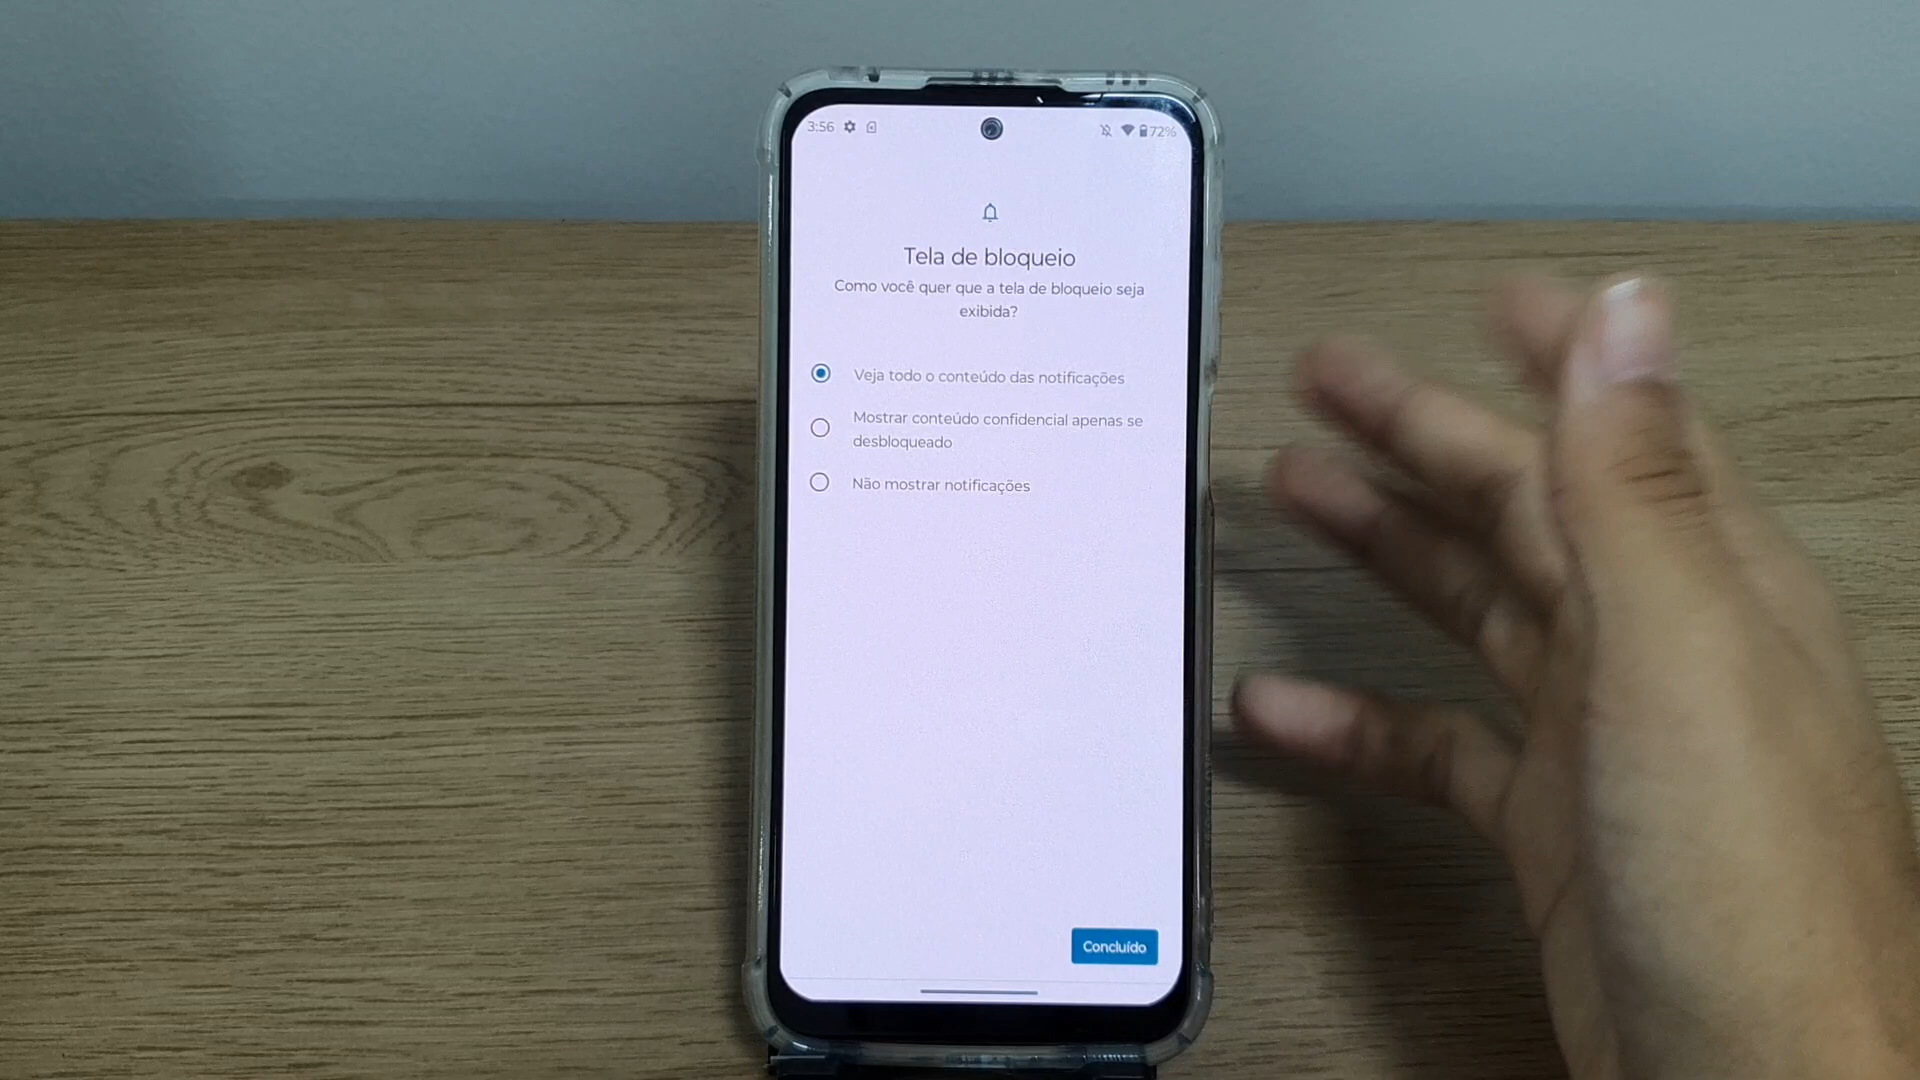 3:56
72%
Tela de bloqueio
Como você quer que a tela de bloqueio seja
exibida?
Veja todo o conteúdo das notificações
Mostrar conteúdo confidencial apenas se
desbloqueado
Não mostrar notificações
Concluído